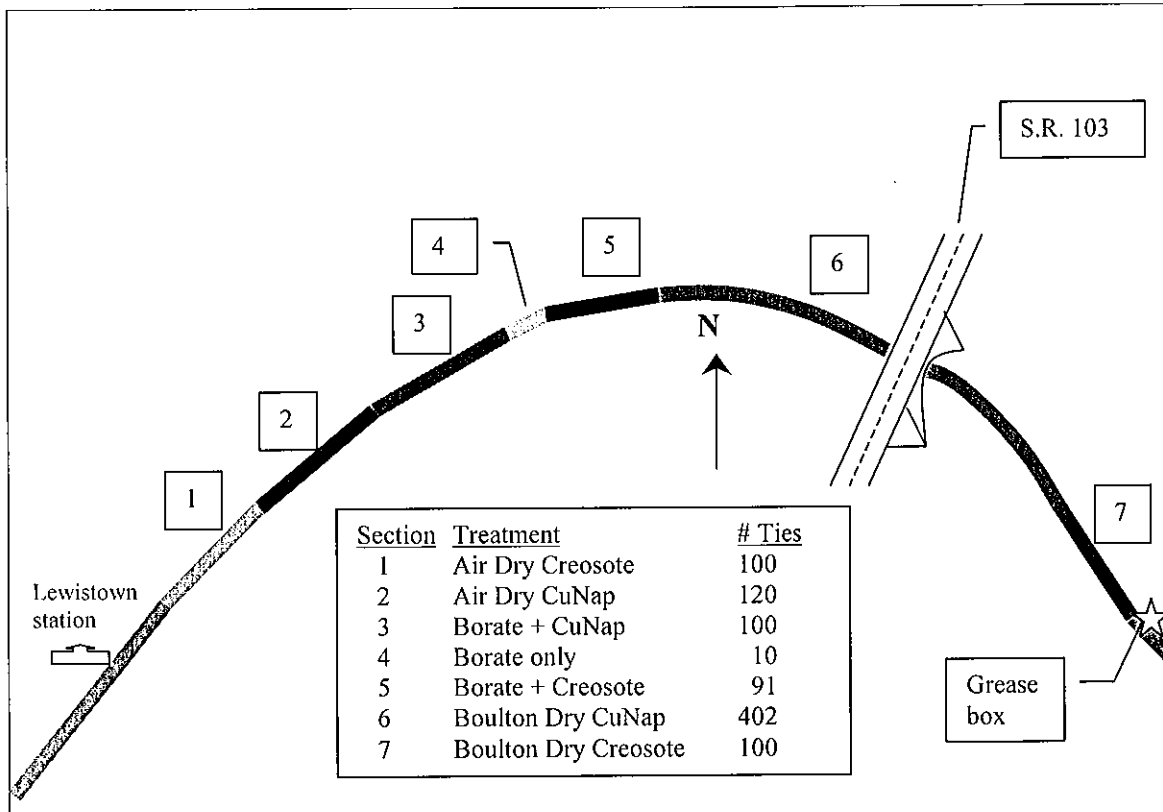 S.R. 103
4
5
6
3
N
2
1
7
Lewistown
station
Section Treatment # Ties
1 Air Dry Creosote 100
2 Air Dry CuNap 120
3 Borate + CuNap 100
4 Borate only 10
5 Borate + Creosote 91
6 Boulton Dry CuNap 402
7 Boulton Dry Creosote 100
Grease
box